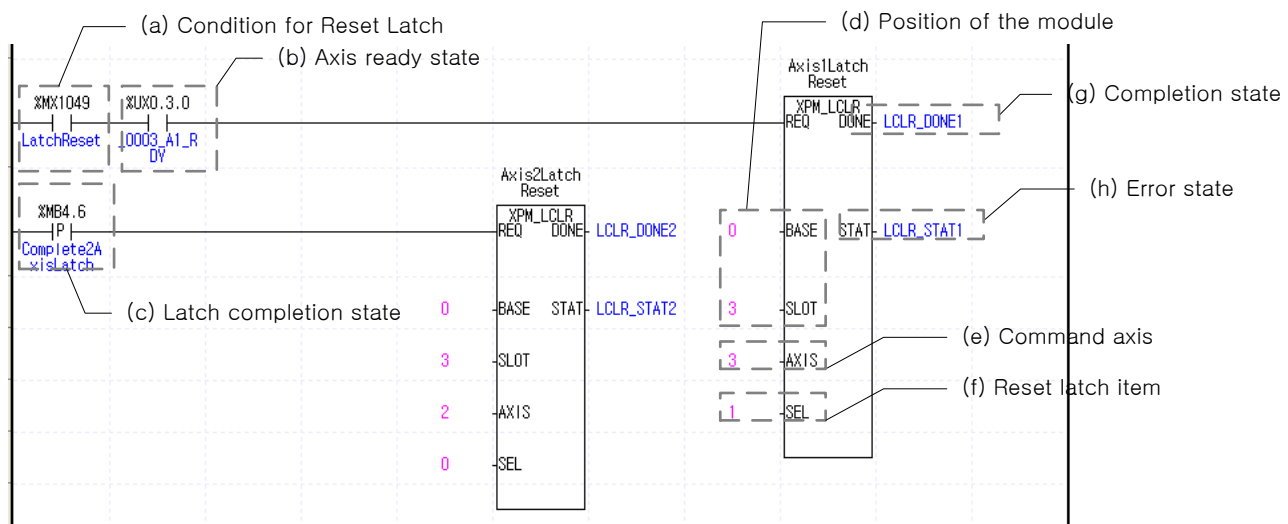 (a) Condition for Reset Latch
(d) Position of the module
(b) Axis ready state
Axis1Latch
Reset
(g) Completion state
%MX1049
%UX0.3.0
XPM_LCLR
REQ
DONE
LCLR_DONE1
LatchReset
_0003_A1_R
DY
Axis2Latch
Reset
(h) Error state
%MB4.6
P
XPM_LCLR
REQ
DONE
LCLR_DONE2
0
BASE
STAT
LCLR_STAT1
Complete2A
xisLatch
(c) Latch completion state
0
BASE
STAT
LCLR_STAT2
3
SLOT
(e) Command axis
3
SLOT
3
AXIS
(f) Reset latch item
2
AXIS
1
SEL
0
SEL